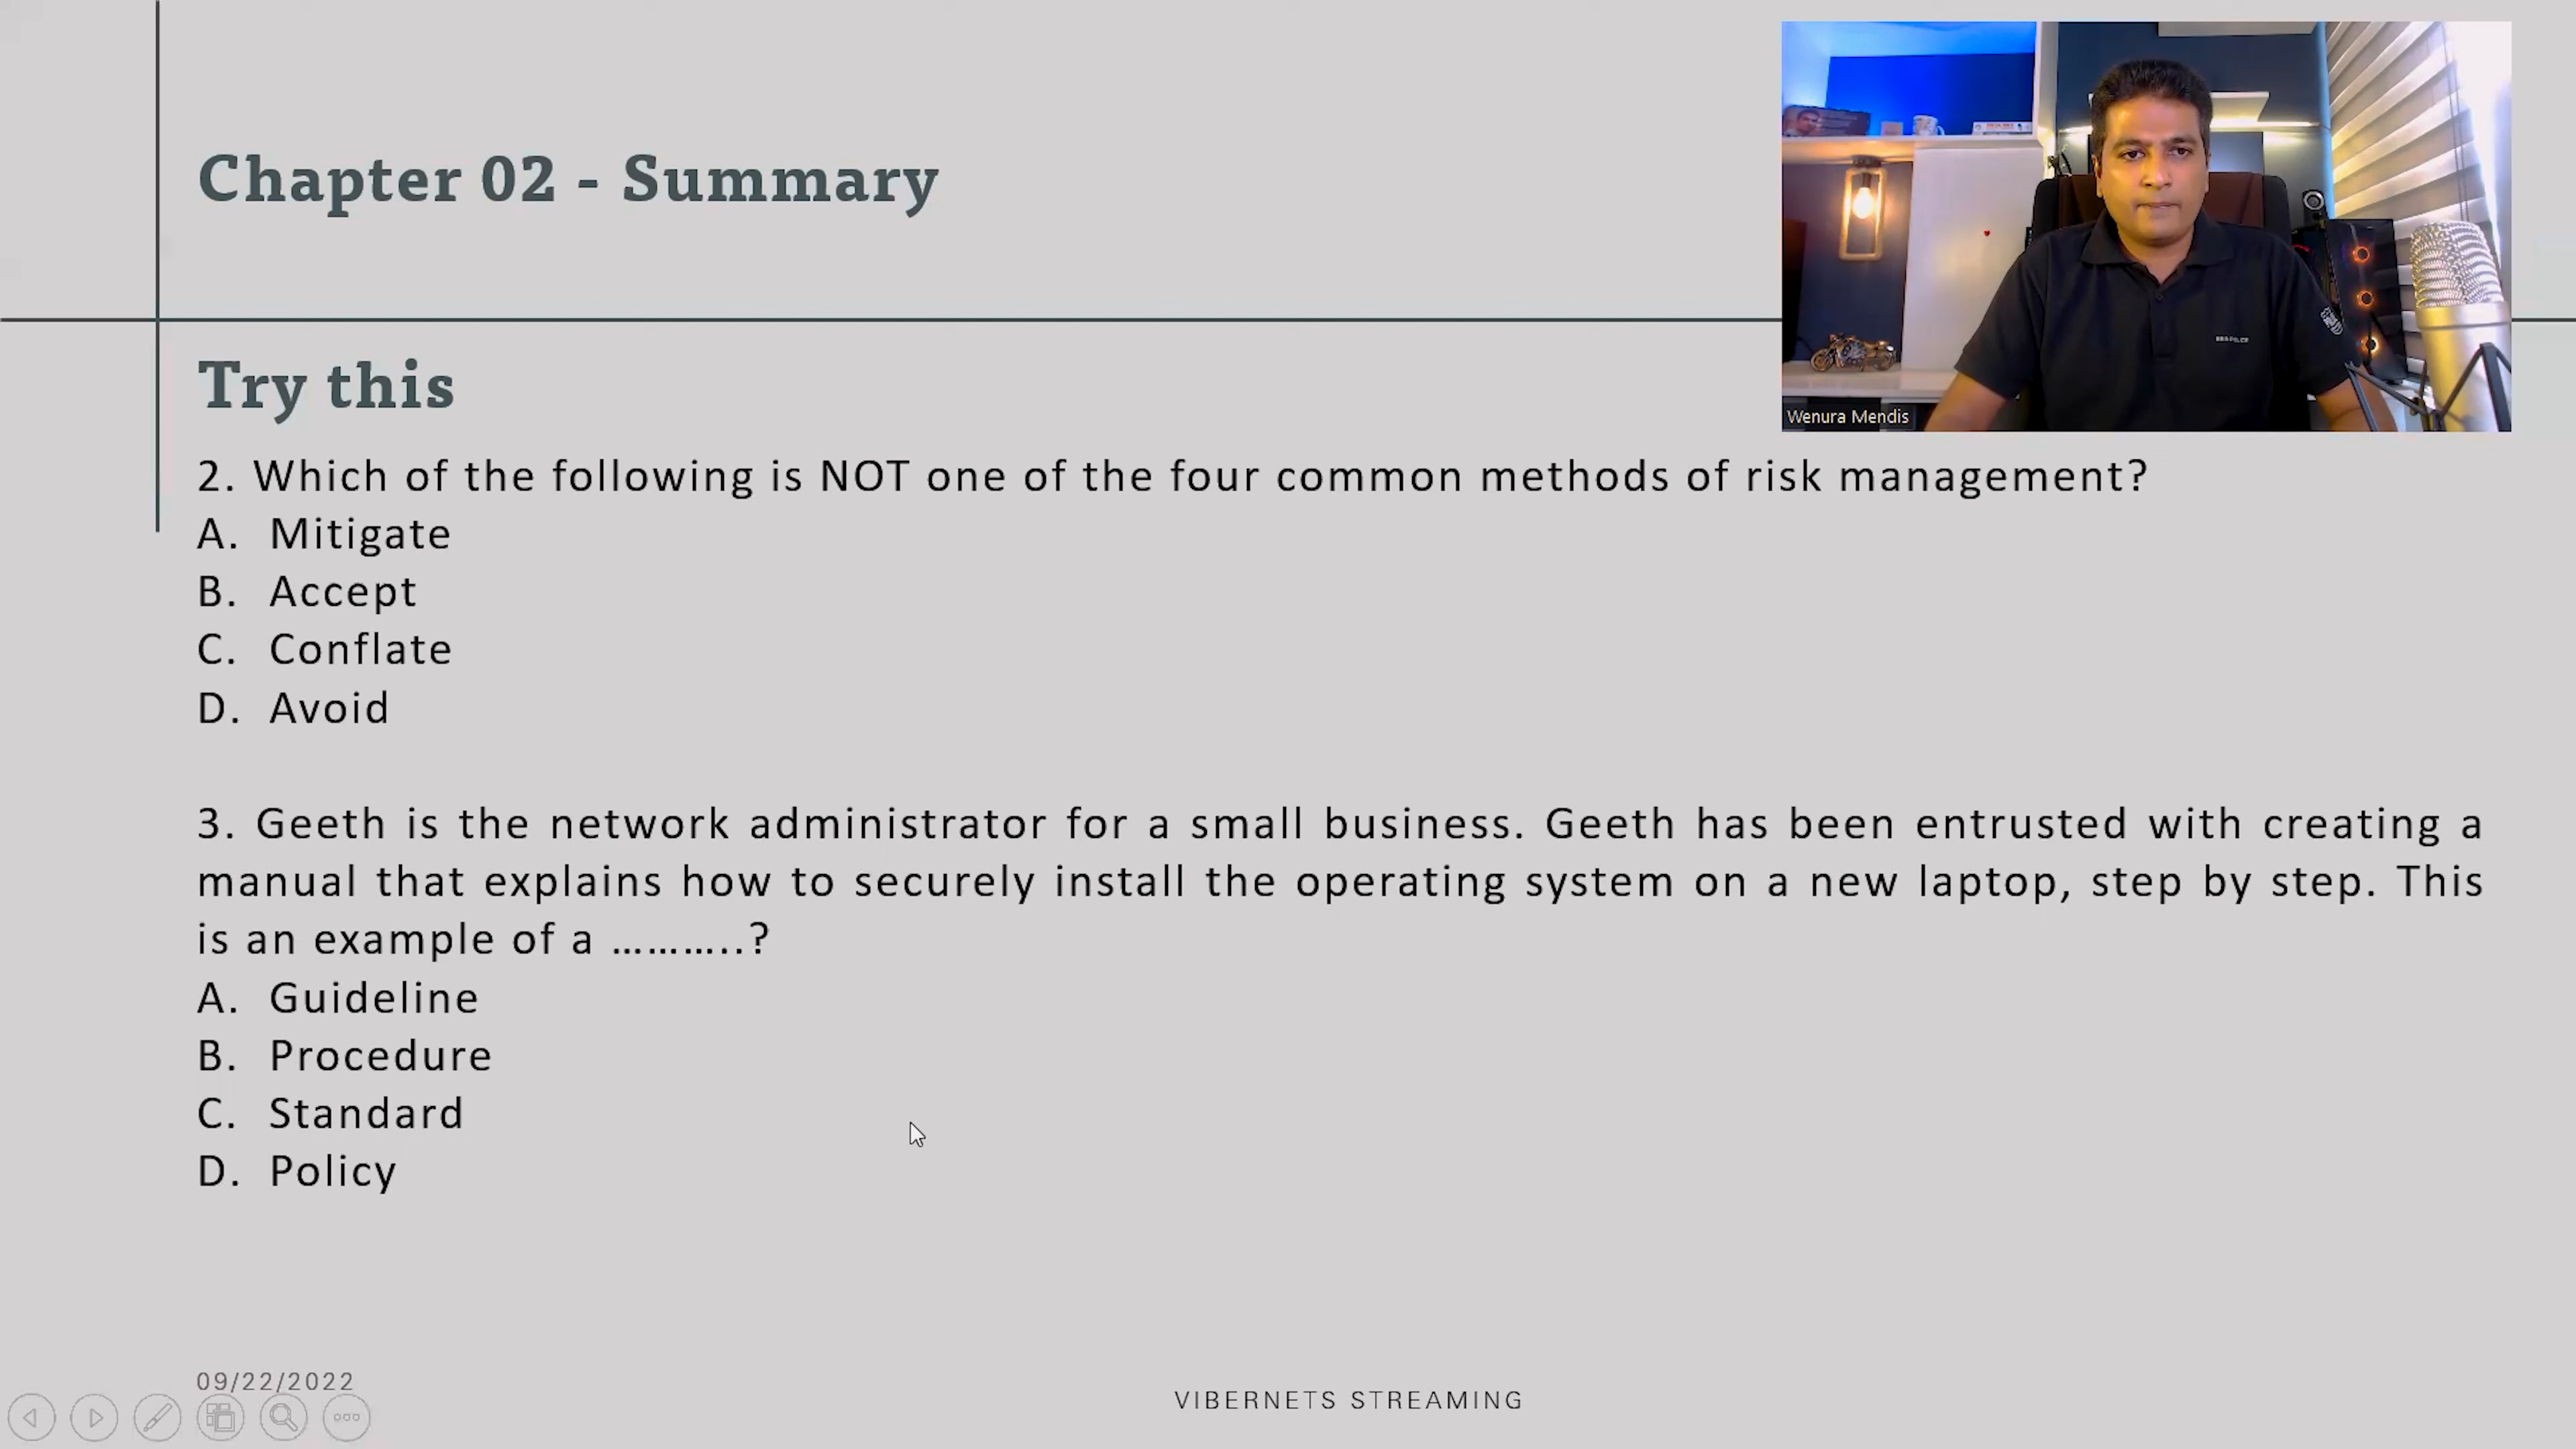 Chapter 02 - Summary
Wenura Mendis
Try this
2. Which of the following is NOT one of the four common methods of risk management?
A. Mitigate
B. Accept
C. Conflate
D. Avoid
3. Geeth is the network administrator for a small business. Geeth has been entrusted with creating a
manual that explains how to securely install the operating system on a new laptop, step by step. This
is an example of a ………..?
A. Guideline
B. Procedure
C. Standard
D. Policy
09/22/2022
VIBERNETS STREAMING